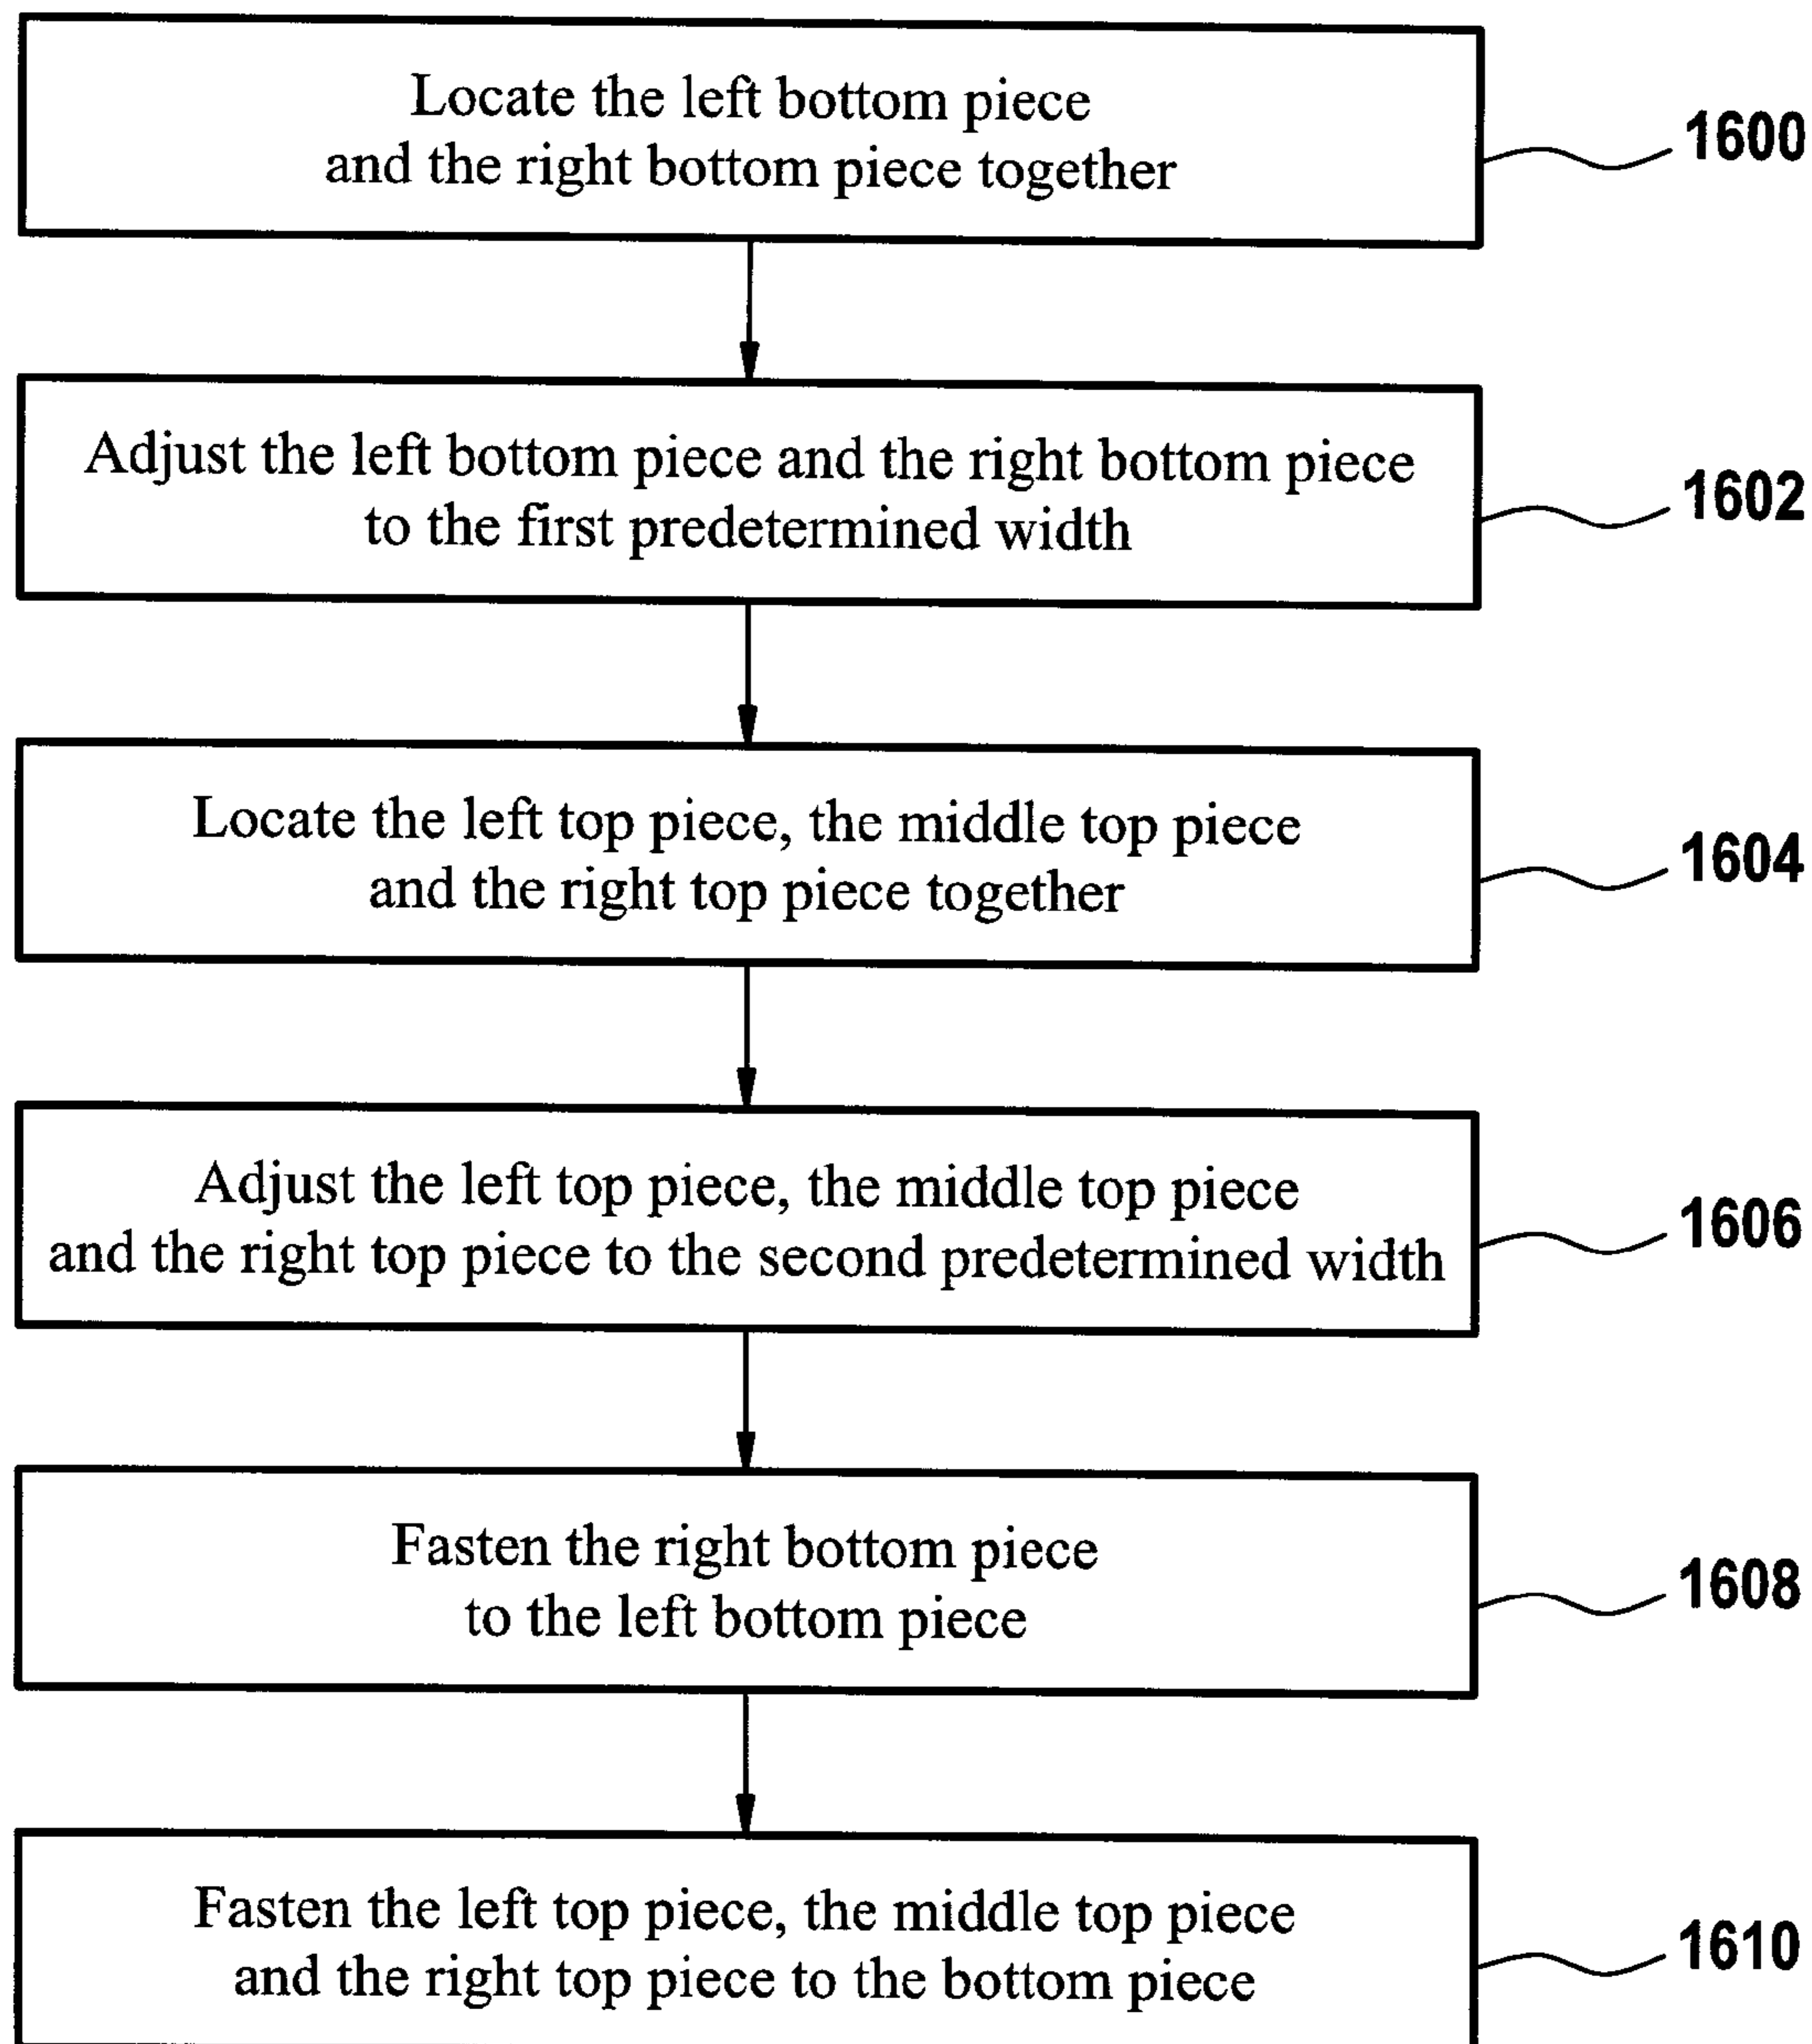 Locate the left bottom piece
and the right bottom piece together
1600
Adjust the left bottom piece and the right bottom piece
to the first predetermined width
1602
Locate the left top piece, the middle top piece
and the right top piece together
1604
Adjust the left top piece, the middle top piece
and the right top piece to the second predetermined width
1606
Fasten the right bottom piece
to the left bottom piece
1608
Fasten the left top piece, the middle top piece
and the right top piece to the bottom piece
1610